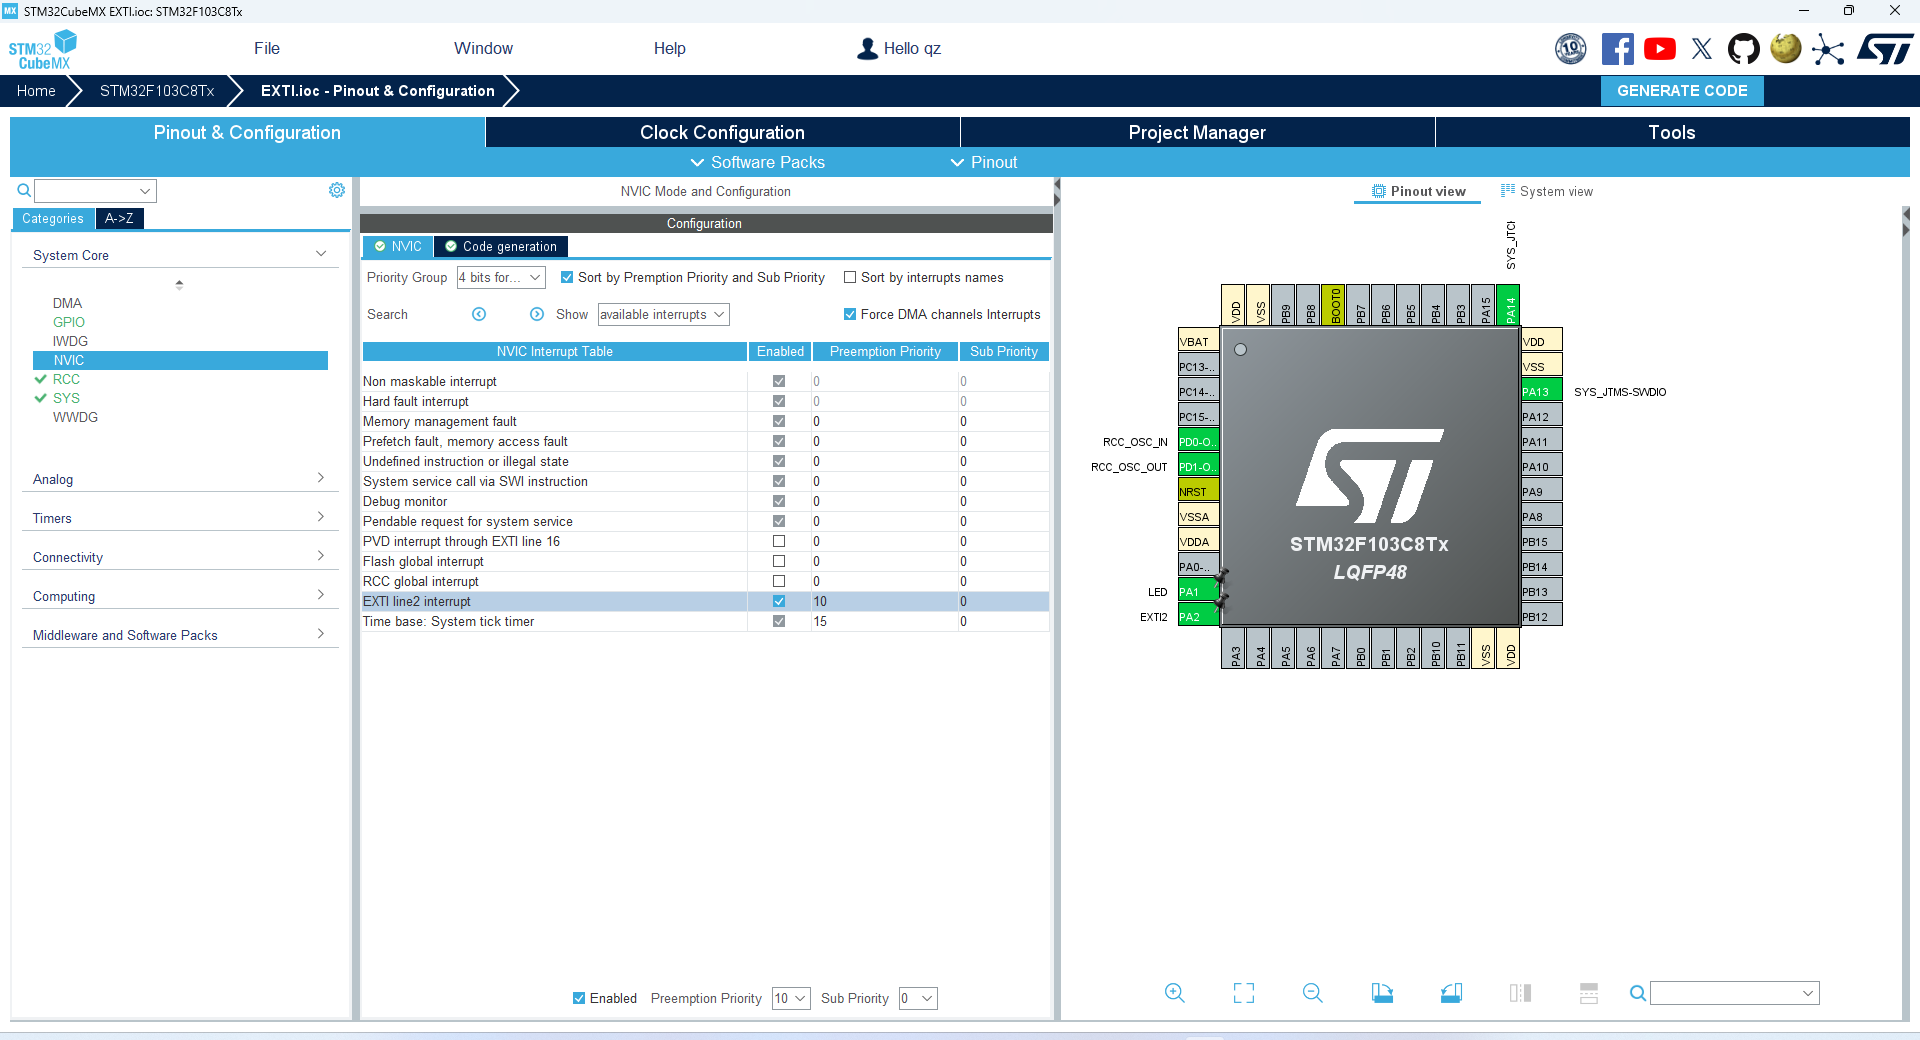 MX STM32CubeMX EXTI.ioc: STM32F103C8Tx
STM32 CubeMX
File
Window
Help
Hello qz
10
Home
STM32F103C8Tx
EXTI.ioc - Pinout & Configuration
GENERATE CODE
Pinout & Configuration
Clock Configuration
Project Manager
Tools
Software Packs
Pinout
Categories
A->Z
System Core
DMA
GPIO
IWDG
NVIC
RCC
SYS
WWDG
Analog
Timers
Connectivity
Computing
Middleware and Software Packs
NVIC Mode and Configuration
Configuration
NVIC
Code generation
Priority Group
4 bits for...
Sort by Premption Priority and Sub Priority
Sort by interrupts names
Search
Show
available interrupts
Force DMA channels Interrupts
NVIC Interrupt Table Enabled Preemption Priority Sub Priority
Non maskable interrupt 0 0
Hard fault interrupt 0 0
Memory management fault 0 0
Prefetch fault, memory access fault 0 0
Undefined instruction or illegal state 0 0
System service call via SWI instruction 0 0
Debug monitor 0 0
Pendable request for system service 0 0
PVD interrupt through EXTI line 16 0 0
Flash global interrupt 0 0
RCC global interrupt 0 0
EXTI line2 interrupt 10 0
Time base: System tick timer 15 0
Enabled
Preemption Priority
10
Sub Priority
0
Pinout view
System view
SYS_JTCK
VDD
VSS
PB9
PB8
BOOT0
PB7
PB6
PB5
PB4
PB3
PA15
PA14
VBAT
PC13-..
PC14-..
PC15-..
RCC_OSC_IN
PD0-O..
RCC_OSC_OUT
PD1-O..
NRST
VSSA
VDDA
PA0-..
LED
PA1
EXTI2
PA2
ST
STM32F103C8Tx
LQFP48
VDD
VSS
PA13
SYS_JTMS-SWDIO
PA12
PA11
PA10
PA9
PA8
PB15
PB14
PB13
PB12
PA3
PA4
PA5
PA6
PA7
PB0
PB1
PB2
PB10
PB11
VSS
VDD